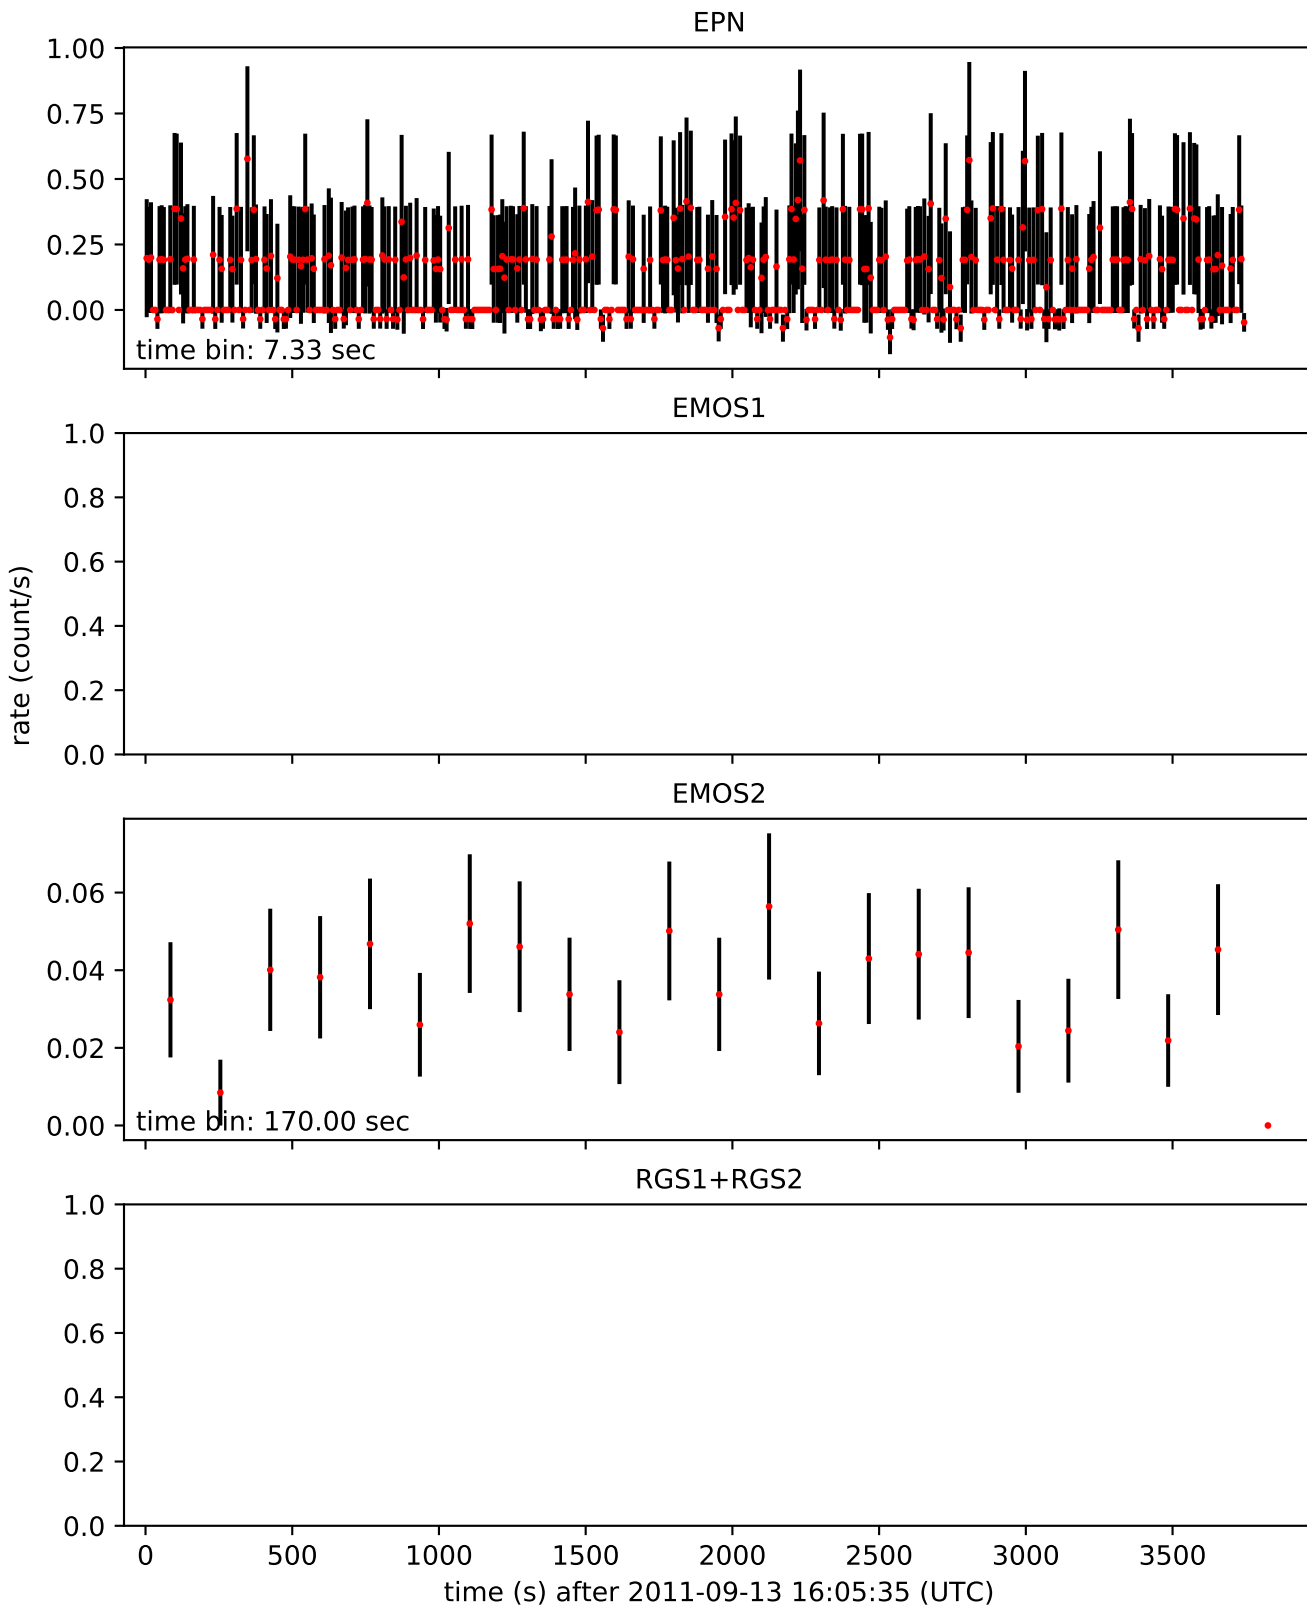 EPN
1.00
0.75
0.50
0.25
0.00
time bin: 7.33 sec
EMOS1
1.0
0.8
0.6
0.4
0.2
0.0
rate (count/s)
EMOS2
0.06
0.04
0.02
0.00
time bin: 170.00 sec
RGS1+RGS2
1.0
0.8
0.6
0.4
0.2
0.0
0 500 1000 1500 2000 2500 3000 3500
time (s) after 2011-09-13 16:05:35 (UTC)